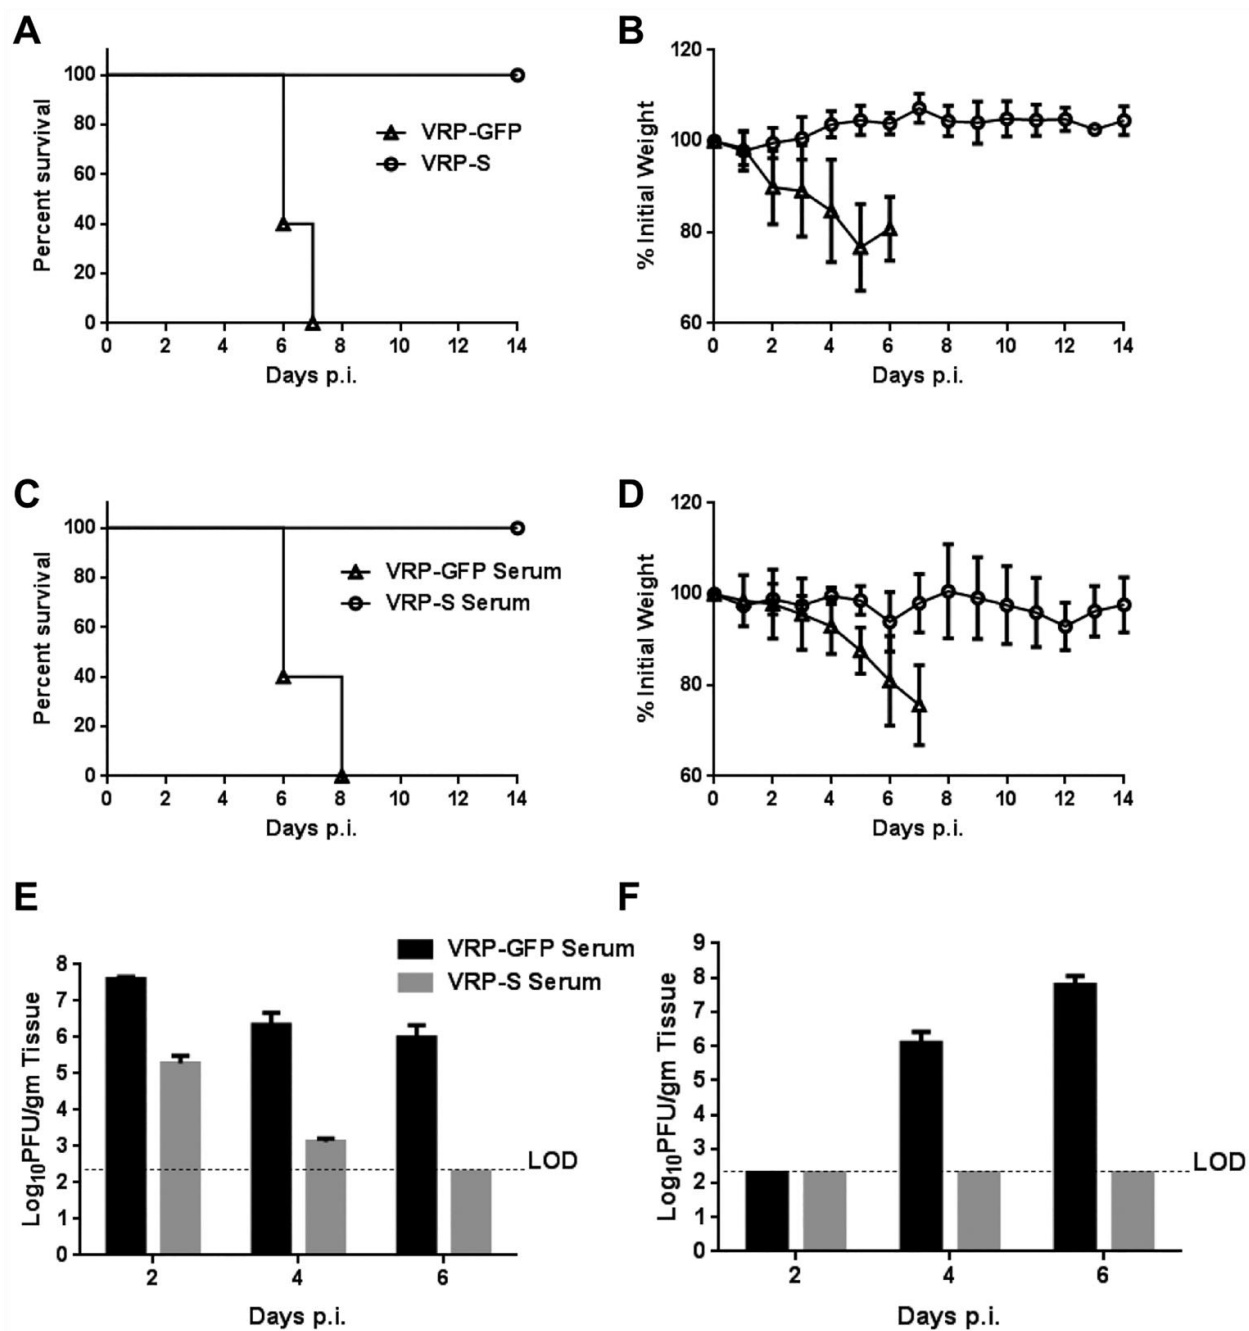 A
Percent survival
100
80
60
40
20
0
0 2 4 6 8 10 12 14
Days p.i.
VRP-GFP
VRP-S
B
% Initial Weight
120
100
80
60
0 2 4 6 8 10 12 14
Days p.i.
C
Percent survival
100
80
60
40
20
0
0 2 4 6 8 10 12 14
Days p.i.
VRP-GFP Serum
VRP-S Serum
D
% Initial Weight
120
100
80
60
0 2 4 6 8 10 12 14
Days p.i.
E
VRP-GFP Serum
VRP-S Serum
Log₁₀PFU/gm Tissue
8
7
6
5
4
3
2
1
0
LOD
2 4 6
Days p.i.
F
Log₁₀PFU/gm Tissue
9
8
7
6
5
4
3
2
1
0
LOD
2 4 6
Days p.i.